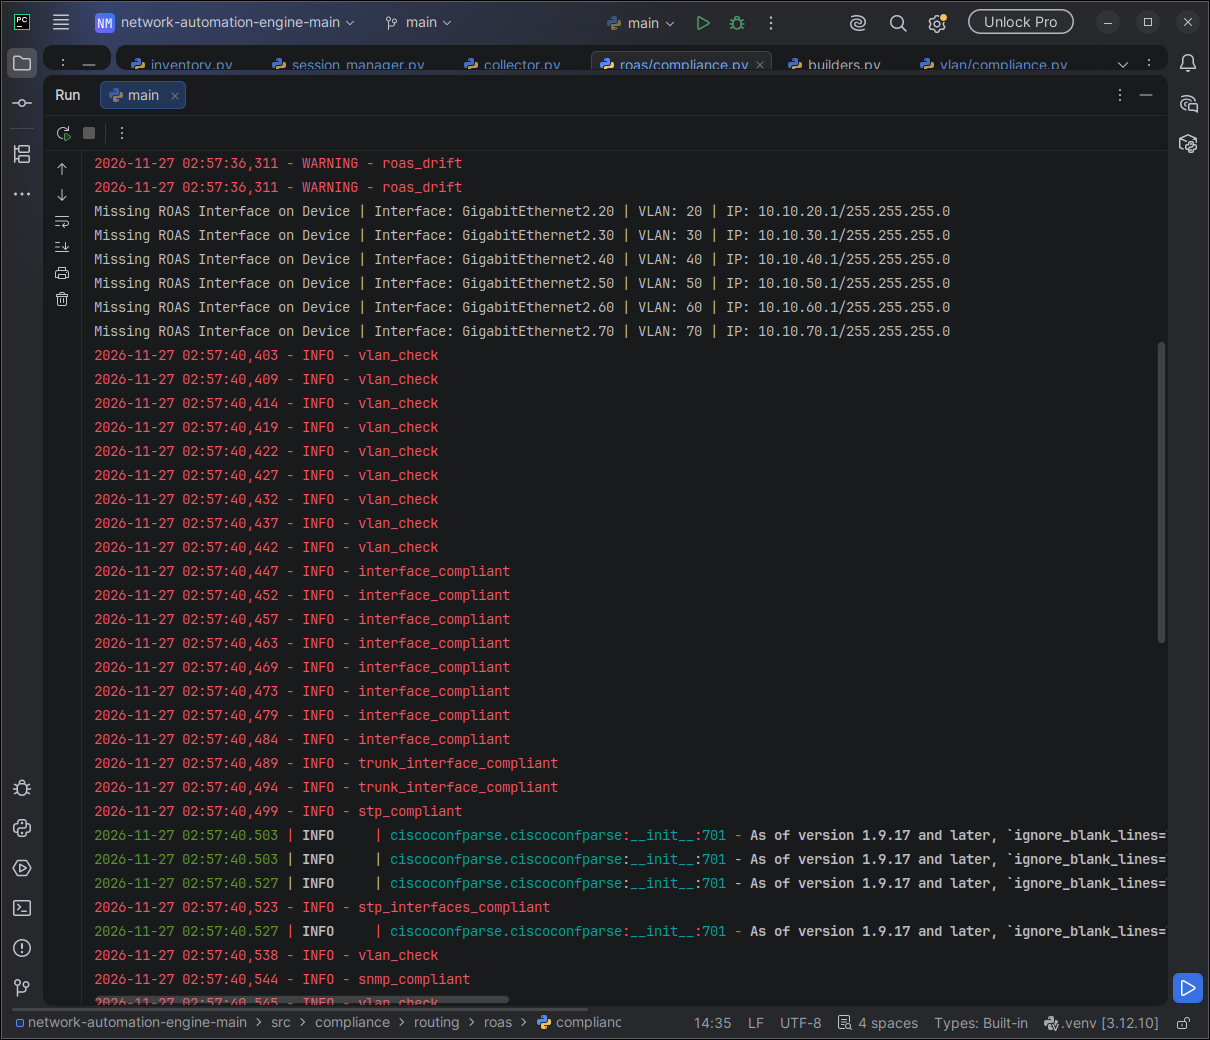 PC
NM network-automation-engine-main main main Unlock Pro
inventory.py session_manager.py collector.py roas/compliance.py builders.py vlan/compliance.py
Run main
2026-11-27 02:57:36,311 - WARNING - roas_drift
2026-11-27 02:57:36,311 - WARNING - roas_drift
Missing ROAS Interface on Device | Interface: GigabitEthernet2.20 | VLAN: 20 | IP: 10.10.20.1/255.255.255.0
Missing ROAS Interface on Device | Interface: GigabitEthernet2.30 | VLAN: 30 | IP: 10.10.30.1/255.255.255.0
Missing ROAS Interface on Device | Interface: GigabitEthernet2.40 | VLAN: 40 | IP: 10.10.40.1/255.255.255.0
Missing ROAS Interface on Device | Interface: GigabitEthernet2.50 | VLAN: 50 | IP: 10.10.50.1/255.255.255.0
Missing ROAS Interface on Device | Interface: GigabitEthernet2.60 | VLAN: 60 | IP: 10.10.60.1/255.255.255.0
Missing ROAS Interface on Device | Interface: GigabitEthernet2.70 | VLAN: 70 | IP: 10.10.70.1/255.255.255.0
2026-11-27 02:57:40,403 - INFO - vlan_check
2026-11-27 02:57:40,409 - INFO - vlan_check
2026-11-27 02:57:40,414 - INFO - vlan_check
2026-11-27 02:57:40,419 - INFO - vlan_check
2026-11-27 02:57:40,422 - INFO - vlan_check
2026-11-27 02:57:40,427 - INFO - vlan_check
2026-11-27 02:57:40,432 - INFO - vlan_check
2026-11-27 02:57:40,437 - INFO - vlan_check
2026-11-27 02:57:40,442 - INFO - vlan_check
2026-11-27 02:57:40,447 - INFO - interface_compliant
2026-11-27 02:57:40,452 - INFO - interface_compliant
2026-11-27 02:57:40,457 - INFO - interface_compliant
2026-11-27 02:57:40,463 - INFO - interface_compliant
2026-11-27 02:57:40,469 - INFO - interface_compliant
2026-11-27 02:57:40,473 - INFO - interface_compliant
2026-11-27 02:57:40,479 - INFO - interface_compliant
2026-11-27 02:57:40,484 - INFO - interface_compliant
2026-11-27 02:57:40,489 - INFO - trunk_interface_compliant
2026-11-27 02:57:40,494 - INFO - trunk_interface_compliant
2026-11-27 02:57:40,499 - INFO - stp_compliant
2026-11-27 02:57:40.503 | INFO     | ciscoconfparse.ciscoconfparse:__init__:701 - As of version 1.9.17 and later, `ignore_blank_lines=
2026-11-27 02:57:40.503 | INFO     | ciscoconfparse.ciscoconfparse:__init__:701 - As of version 1.9.17 and later, `ignore_blank_lines=
2026-11-27 02:57:40.527 | INFO     | ciscoconfparse.ciscoconfparse:__init__:701 - As of version 1.9.17 and later, `ignore_blank_lines=
2026-11-27 02:57:40,523 - INFO - stp_interfaces_compliant
2026-11-27 02:57:40.527 | INFO     | ciscoconfparse.ciscoconfparse:__init__:701 - As of version 1.9.17 and later, `ignore_blank_lines=
2026-11-27 02:57:40,538 - INFO - vlan_check
2026-11-27 02:57:40,544 - INFO - snmp_compliant
2026-11-27 02:57:40,545 - INFO - vlan_check
network-automation-engine-main > src > compliance > routing > roas > complianc 14:35 LF UTF-8 4 spaces Types: Built-in .venv [3.12.10]